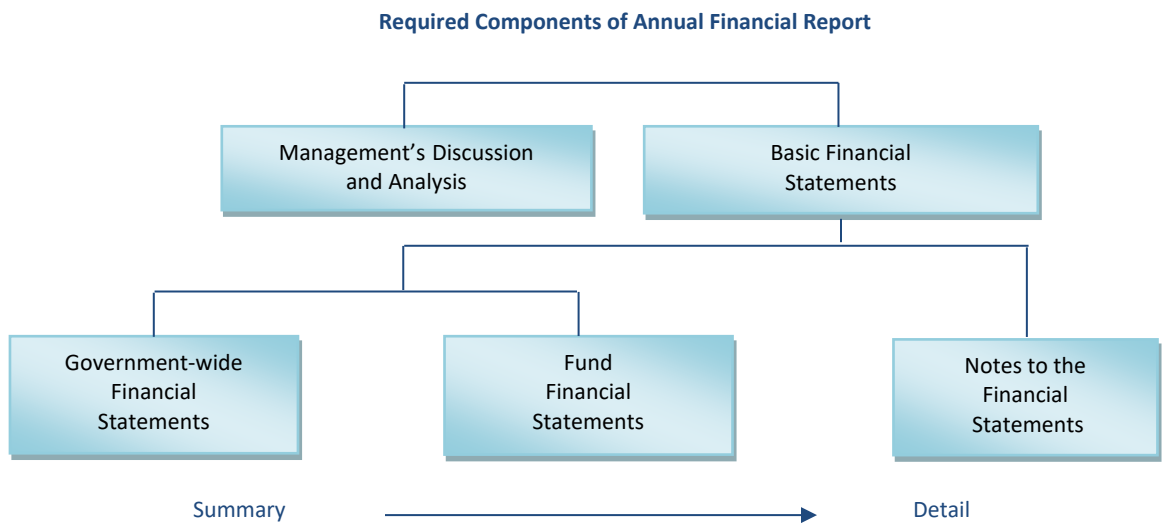 Required Components of Annual Financial Report
Management’s Discussion
and Analysis
Basic Financial
Statements
Government-wide
Financial
Statements
Fund
Financial
Statements
Notes to the
Financial
Statements
Summary
Detail